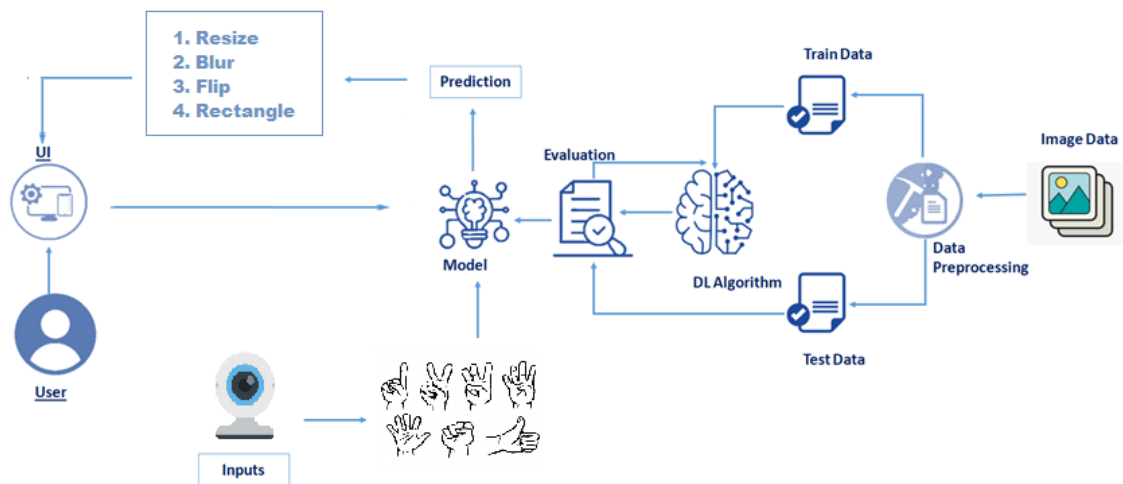 1. Resize
2. Blur
3. Flip
4. Rectangle
Prediction
Train Data
Image Data
UI
Evaluation
Model
DL Algorithm
Data
Preprocessing
Test Data
User
Inputs